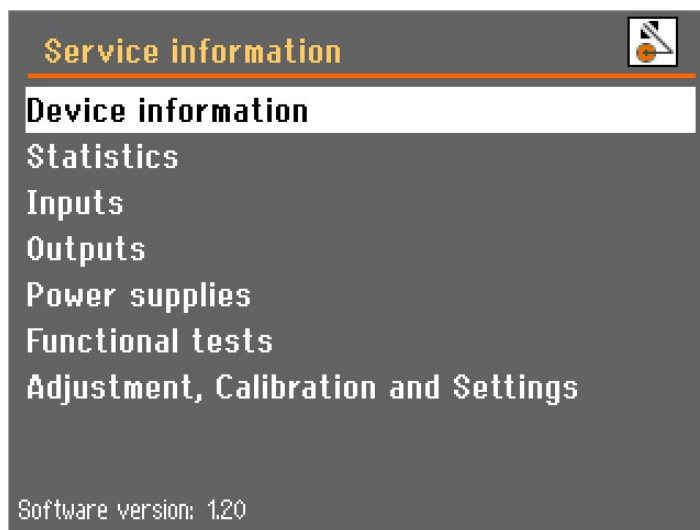 Service information
Device information
Statistics
Inputs
Outputs
Power supplies
Functional tests
Adjustment, Calibration and Settings
Software version: 1.20